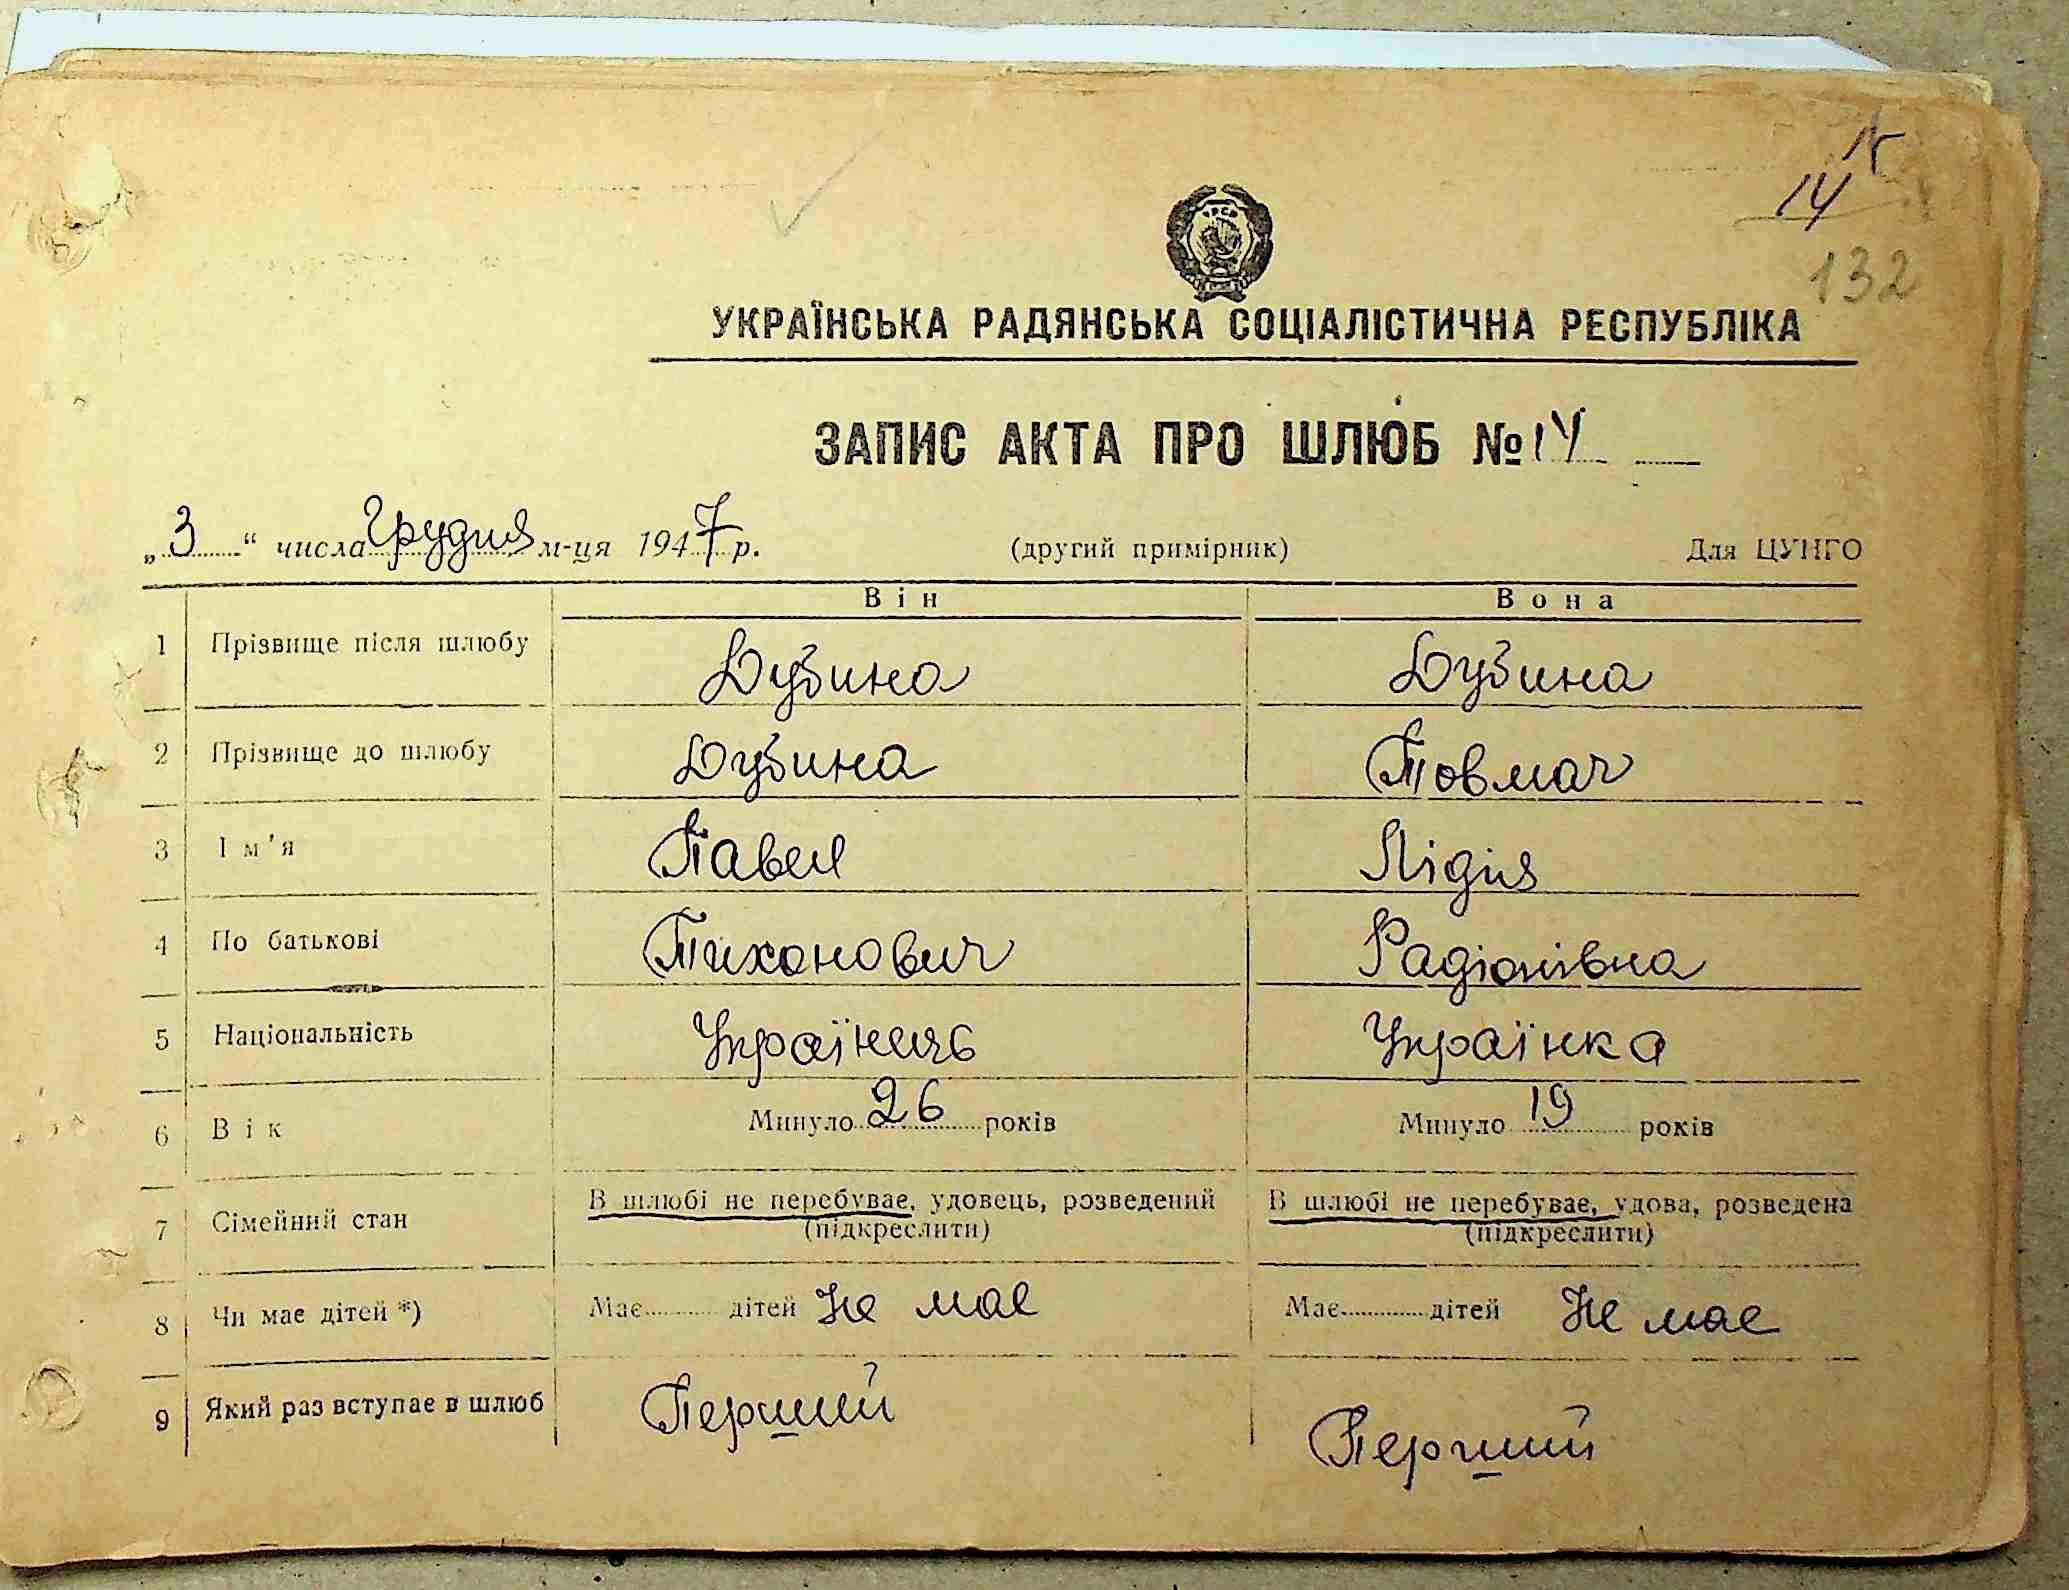 14
132
УКРАЇНСЬКА РАДЯНСЬКА СОЦІАЛІСТИЧНА РЕСПУБЛІКА
ЗАПИС АКТА ПРО ШЛЮБ № 14
„3“ числа Грудня м-ця 1947 р. (другий примірник) Для ЦУНГО
Він Вона
1 Прізвище після шлюбу Дубина Дубина
2 Прізвище до шлюбу Дубина Товмач
3 Ім'я Павел Лідия
4 По батькові Тихонович Радіонівна
5 Національність Українець Українка
6 Вік Минуло 26 років Минуло 19 років
7 Сімейний стан В шлюбі не перебуває, удовець, розведений В шлюбі не перебуває, удова, розведена
(підкреслити) (підкреслити)
8 Чи має дітей *) Має дітей Не має Має дітей Не має
9 Який раз вступає в шлюб Перший Перший